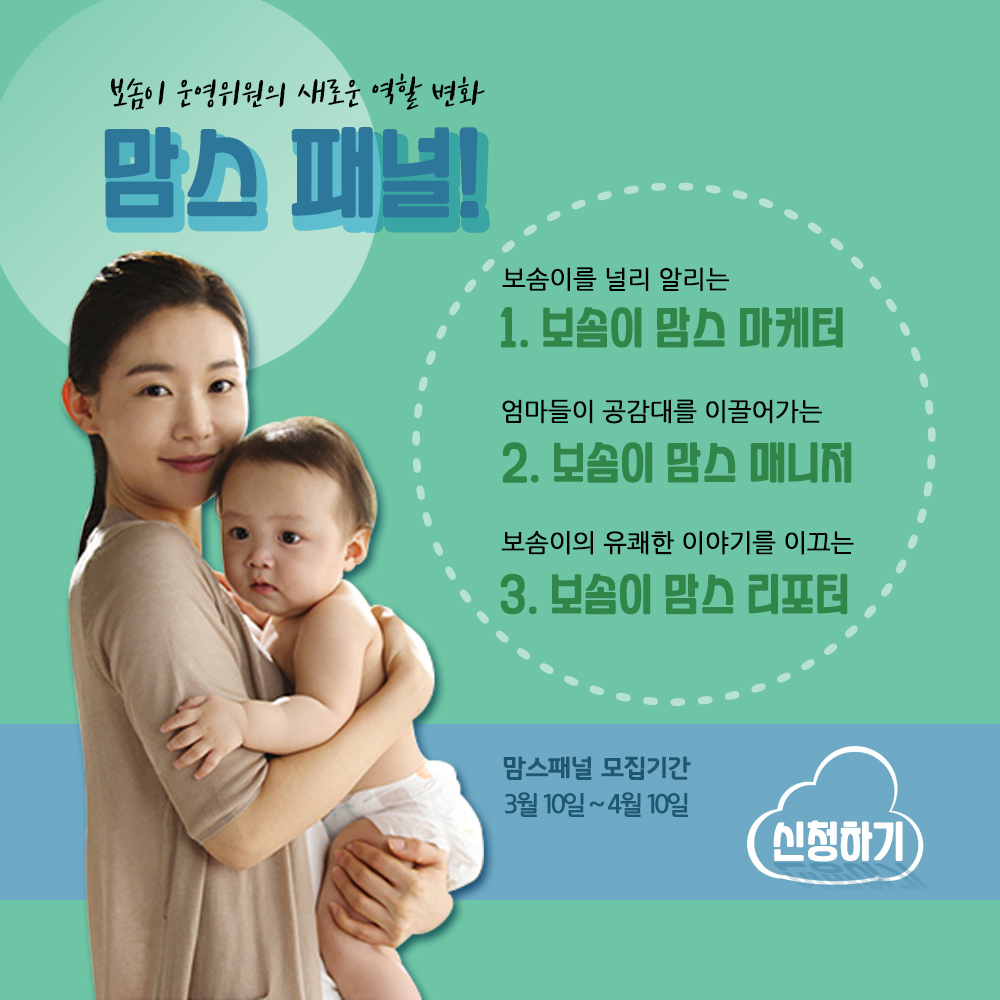 보솜이 운영위원의 새로운 역할 변화
맘스 패널!
보솜이를 널리 알리는
1. 보솜이 맘스 마케터
엄마들이 공감대를 이끌어가는
2. 보솜이 맘스 매니저
보솜이의 유쾌한 이야기를 이끄는
3. 보솜이 맘스 리포터
맘스패널 모집기간
3월 10일 ~ 4월 10일
신청하기